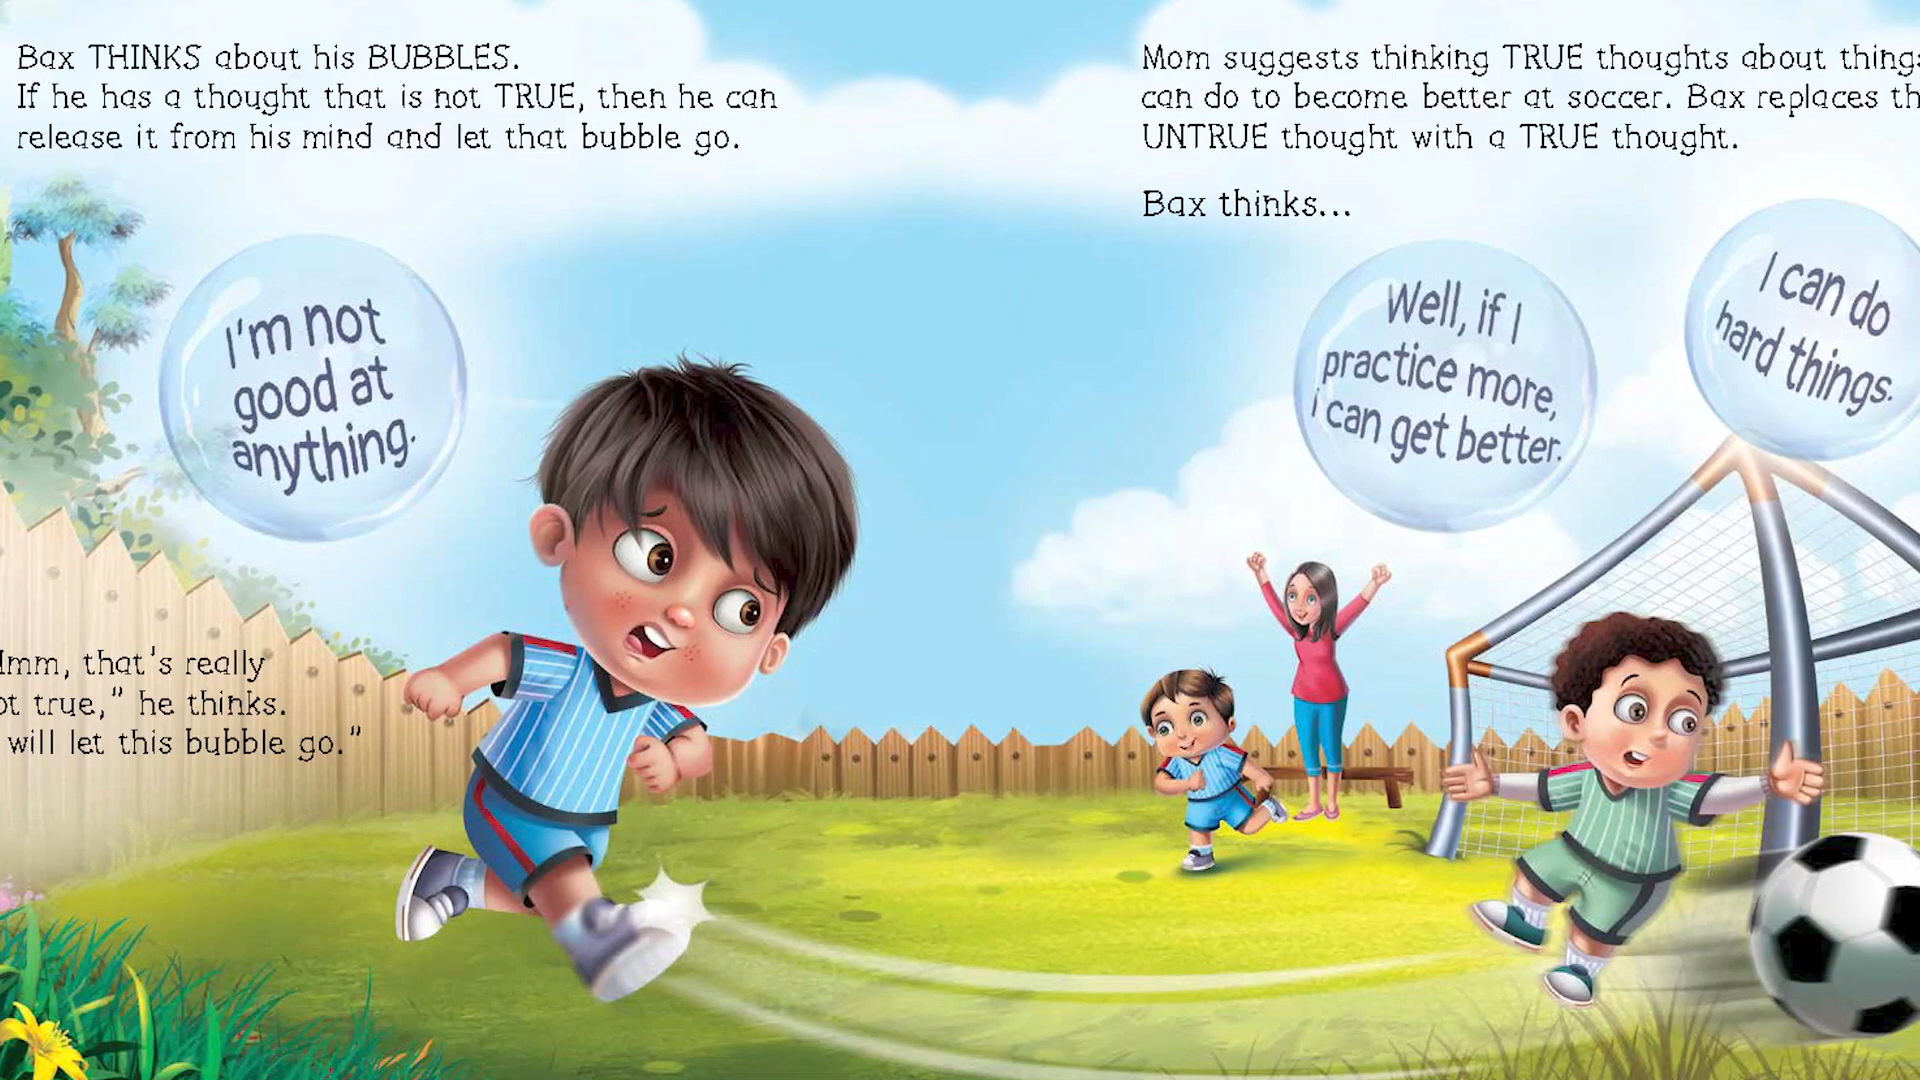 Bax THINKS about his BUBBLES.
If he has a thought that is not TRUE, then he can
release it from his mind and let that bubble go.
I'm not
good at
anything.
that's really
true," he thinks.
will let this bubble go."
Mom suggests thinking TRUE thoughts about things
can do to become better at soccer. Bax replaces
UNTRUE thought with a TRUE thought.
Bax thinks...
Well, if I
practice more,
i can get better.
I can do
hard things.